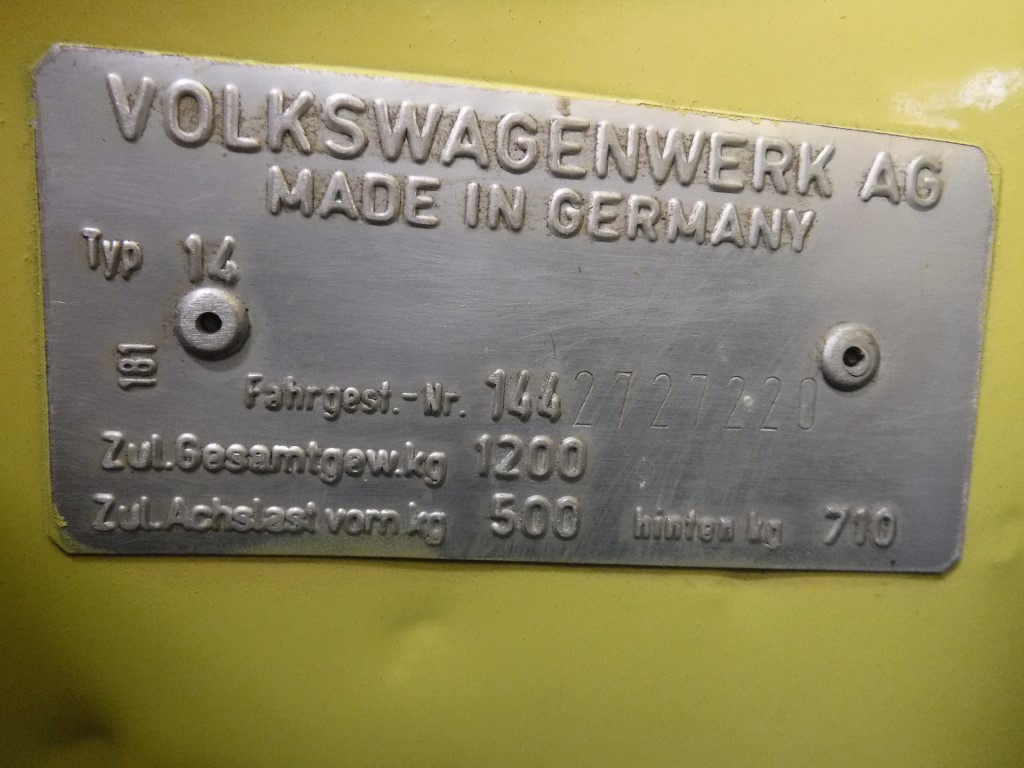 VOLKSWAGENWERK AG
MADE IN GERMANY
Typ 14
181
Fahrgest.-Nr. 1442727220
Zul.Gesamtgew.kg 1200
Zul.Achslast vorn.kg 500 hinten kg 710